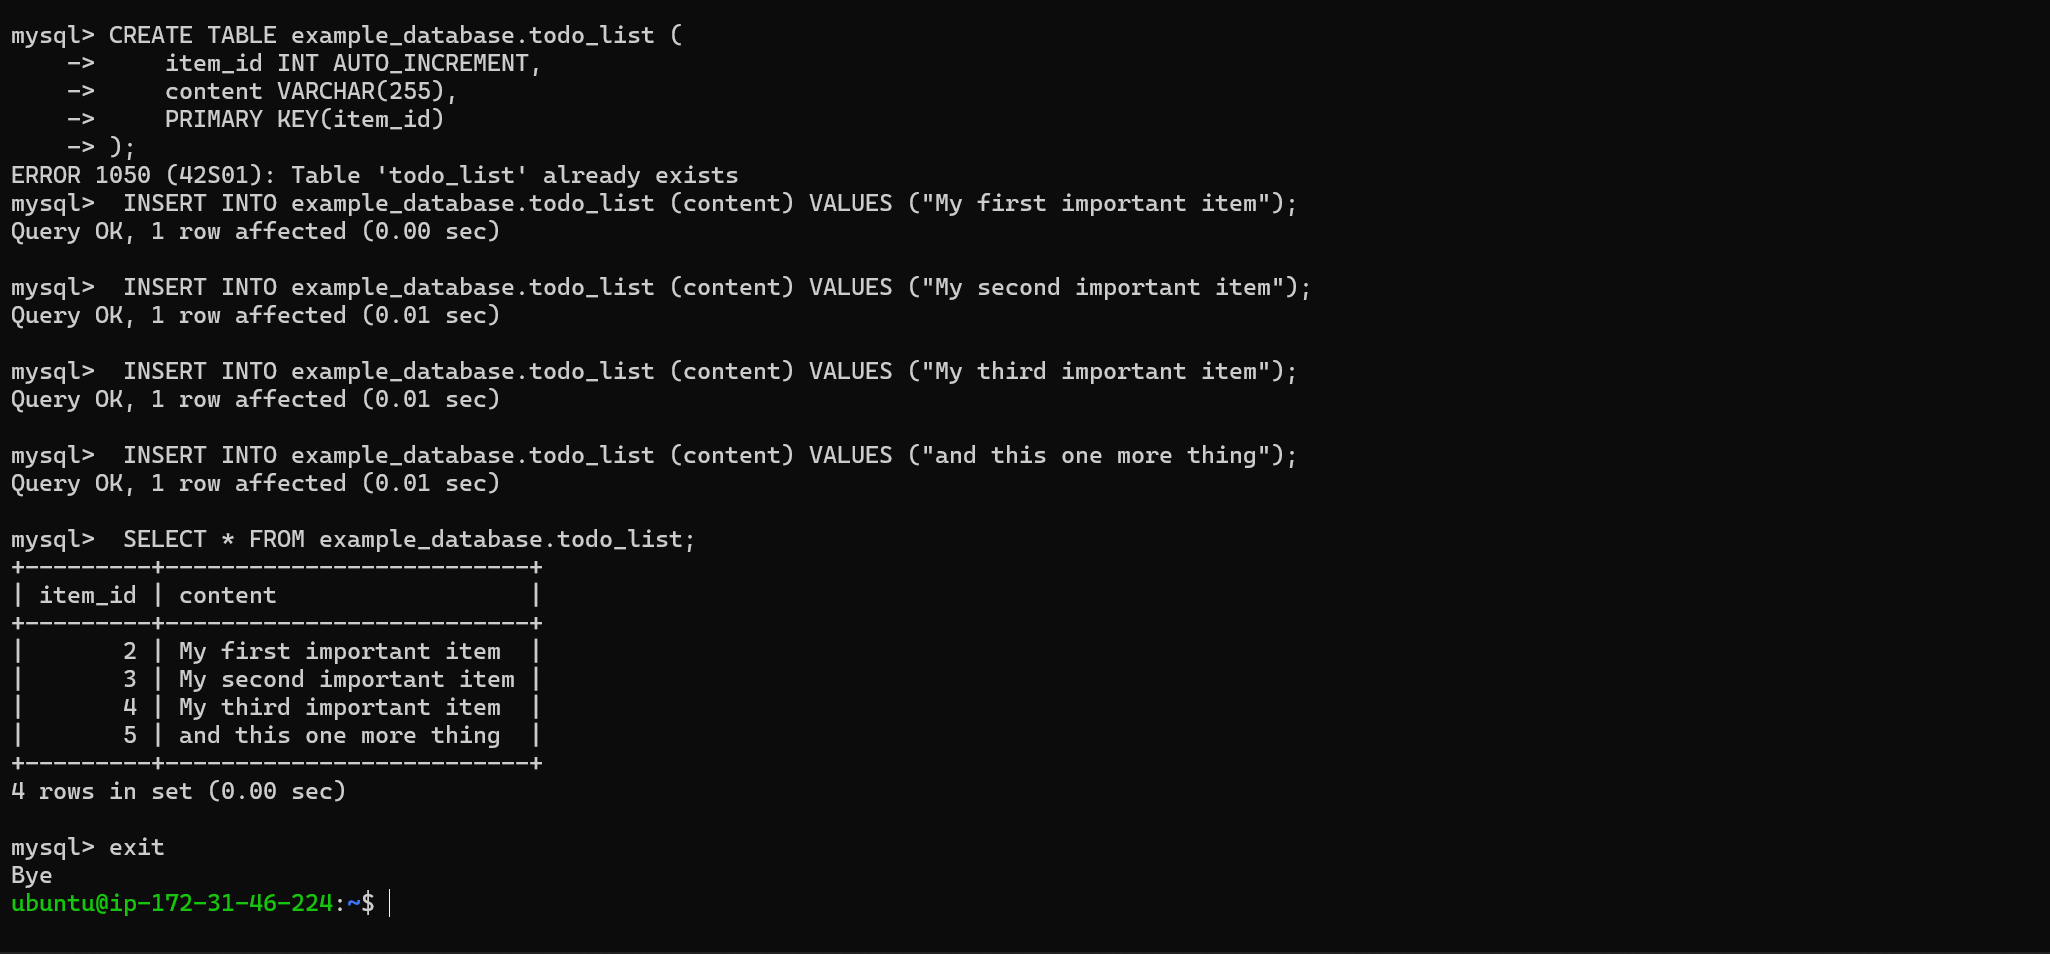 mysql> CREATE TABLE example_database.todo_list (
    ->     item_id INT AUTO_INCREMENT,
    ->     content VARCHAR(255),
    ->     PRIMARY KEY(item_id)
    -> );
ERROR 1050 (42S01): Table 'todo_list' already exists
mysql>  INSERT INTO example_database.todo_list (content) VALUES ("My first important item");
Query OK, 1 row affected (0.00 sec)

mysql>  INSERT INTO example_database.todo_list (content) VALUES ("My second important item");
Query OK, 1 row affected (0.01 sec)

mysql>  INSERT INTO example_database.todo_list (content) VALUES ("My third important item");
Query OK, 1 row affected (0.01 sec)

mysql>  INSERT INTO example_database.todo_list (content) VALUES ("and this one more thing");
Query OK, 1 row affected (0.01 sec)

mysql>  SELECT * FROM example_database.todo_list;
+---------+--------------------------+
| item_id | content                  |
+---------+--------------------------+
|       2 | My first important item  |
|       3 | My second important item |
|       4 | My third important item  |
|       5 | and this one more thing  |
+---------+--------------------------+
4 rows in set (0.00 sec)

mysql> exit
Bye
ubuntu@ip-172-31-46-224:~$